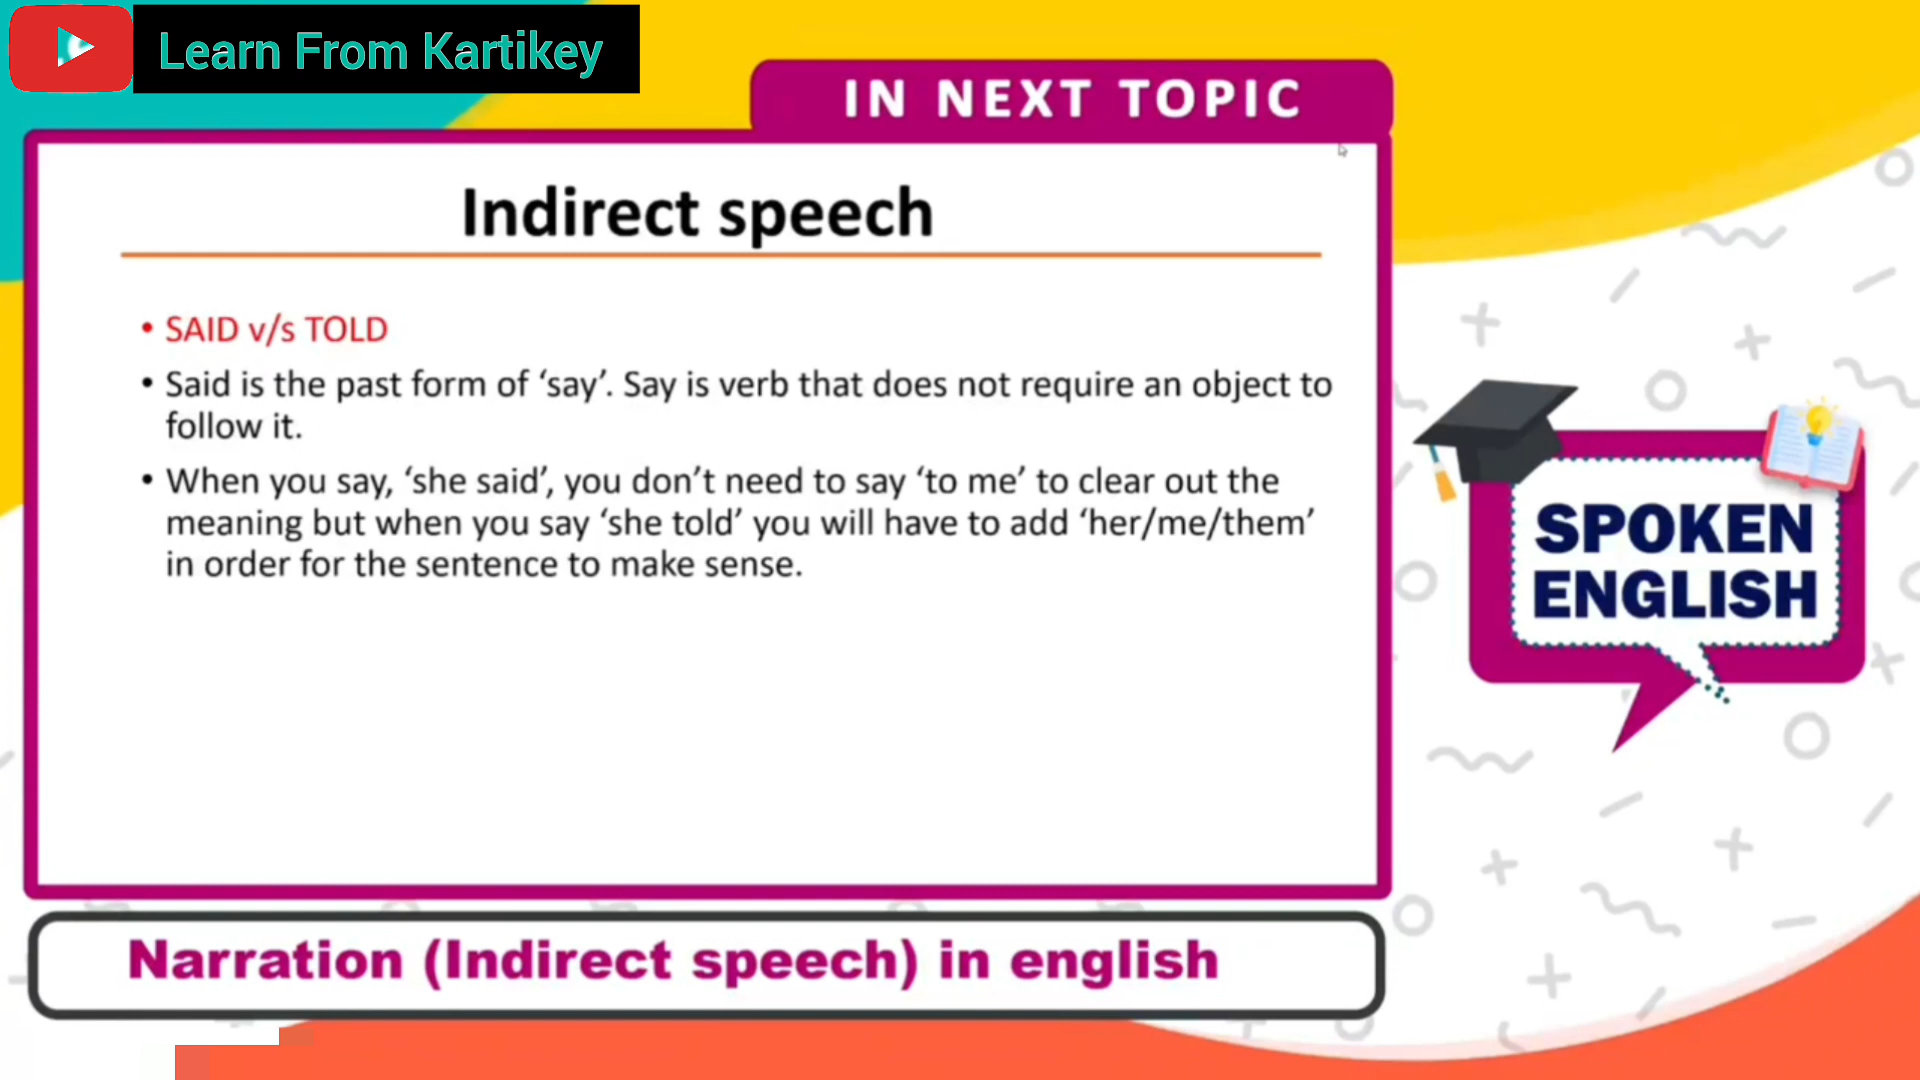 Learn From Kartikey
IN NEXT TOPIC
Indirect speech
• SAID v/s TOLD
• Said is the past form of ‘say’. Say is verb that does not require an object to
follow it.
• When you say, ‘she said’, you don’t need to say ‘to me’ to clear out the
meaning but when you say ‘she told’ you will have to add ‘her/me/them’
in order for the sentence to make sense.
SPOKEN
ENGLISH
Narration (Indirect speech) in english